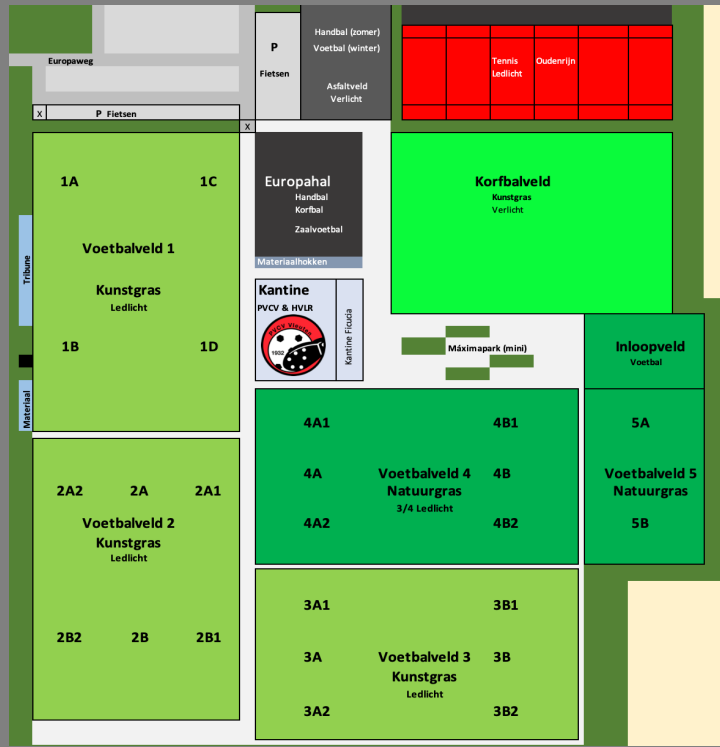 Europaweg
X
P Fietsen
P
Fietsen
Handbal (zomer)
Voetbal (winter)
Asfaltveld
Verlicht
Tennis
Ledlicht
Oudenrijn
X
1A
1C
Voetbalveld 1
Kunstgras
Ledlicht
1B
1D
Tribune
Materiaal
Europahal
Handbal
Korfbal
Zaalvoetbal
Materiaalhokken
Kantine
PVCV & HVLR
PVCV Vleuten
1932
Kantine Ficucia
Korfbalveld
Kunstgras
Verlicht
Máximapark (mini)
Inloopveld
Voetbal
2A2
2A
2A1
Voetbalveld 2
Kunstgras
Ledlicht
2B2
2B
2B1
4A1
4B1
4A
Voetbalveld 4
4B
Natuurgras
3/4 Ledlicht
4A2
4B2
5A
Voetbalveld 5
Natuurgras
5B
3A1
3B1
3A
Voetbalveld 3
3B
Kunstgras
Ledlicht
3A2
3B2